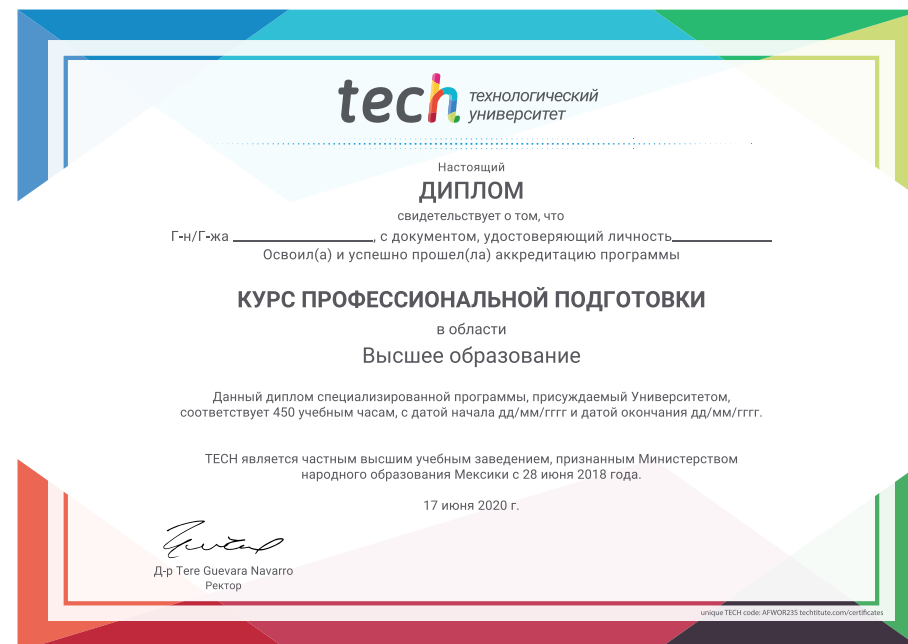 tech технологический
университет
Настоящий
ДИПЛОМ
свидетельствует о том, что
Г-н/Г-жа ____________________, с документом, удостоверяющий личность______________
Освоил(а) и успешно прошел(ла) аккредитацию программы
КУРС ПРОФЕССИОНАЛЬНОЙ ПОДГОТОВКИ
в области
Высшее образование
Данный диплом специализированной программы, присуждаемый Университетом,
соответствует 450 учебным часам, с датой начала дд/мм/гггг и датой окончания дд/мм/гггг.
TECH является частным высшим учебным заведением, признанным Министерством
народного образования Мексики с 28 июня 2018 года.
17 июня 2020 г.
Д-р Tere Guevara Navarro
Ректор
unique TECH code: AFWOR235 techtitute.com/certificates